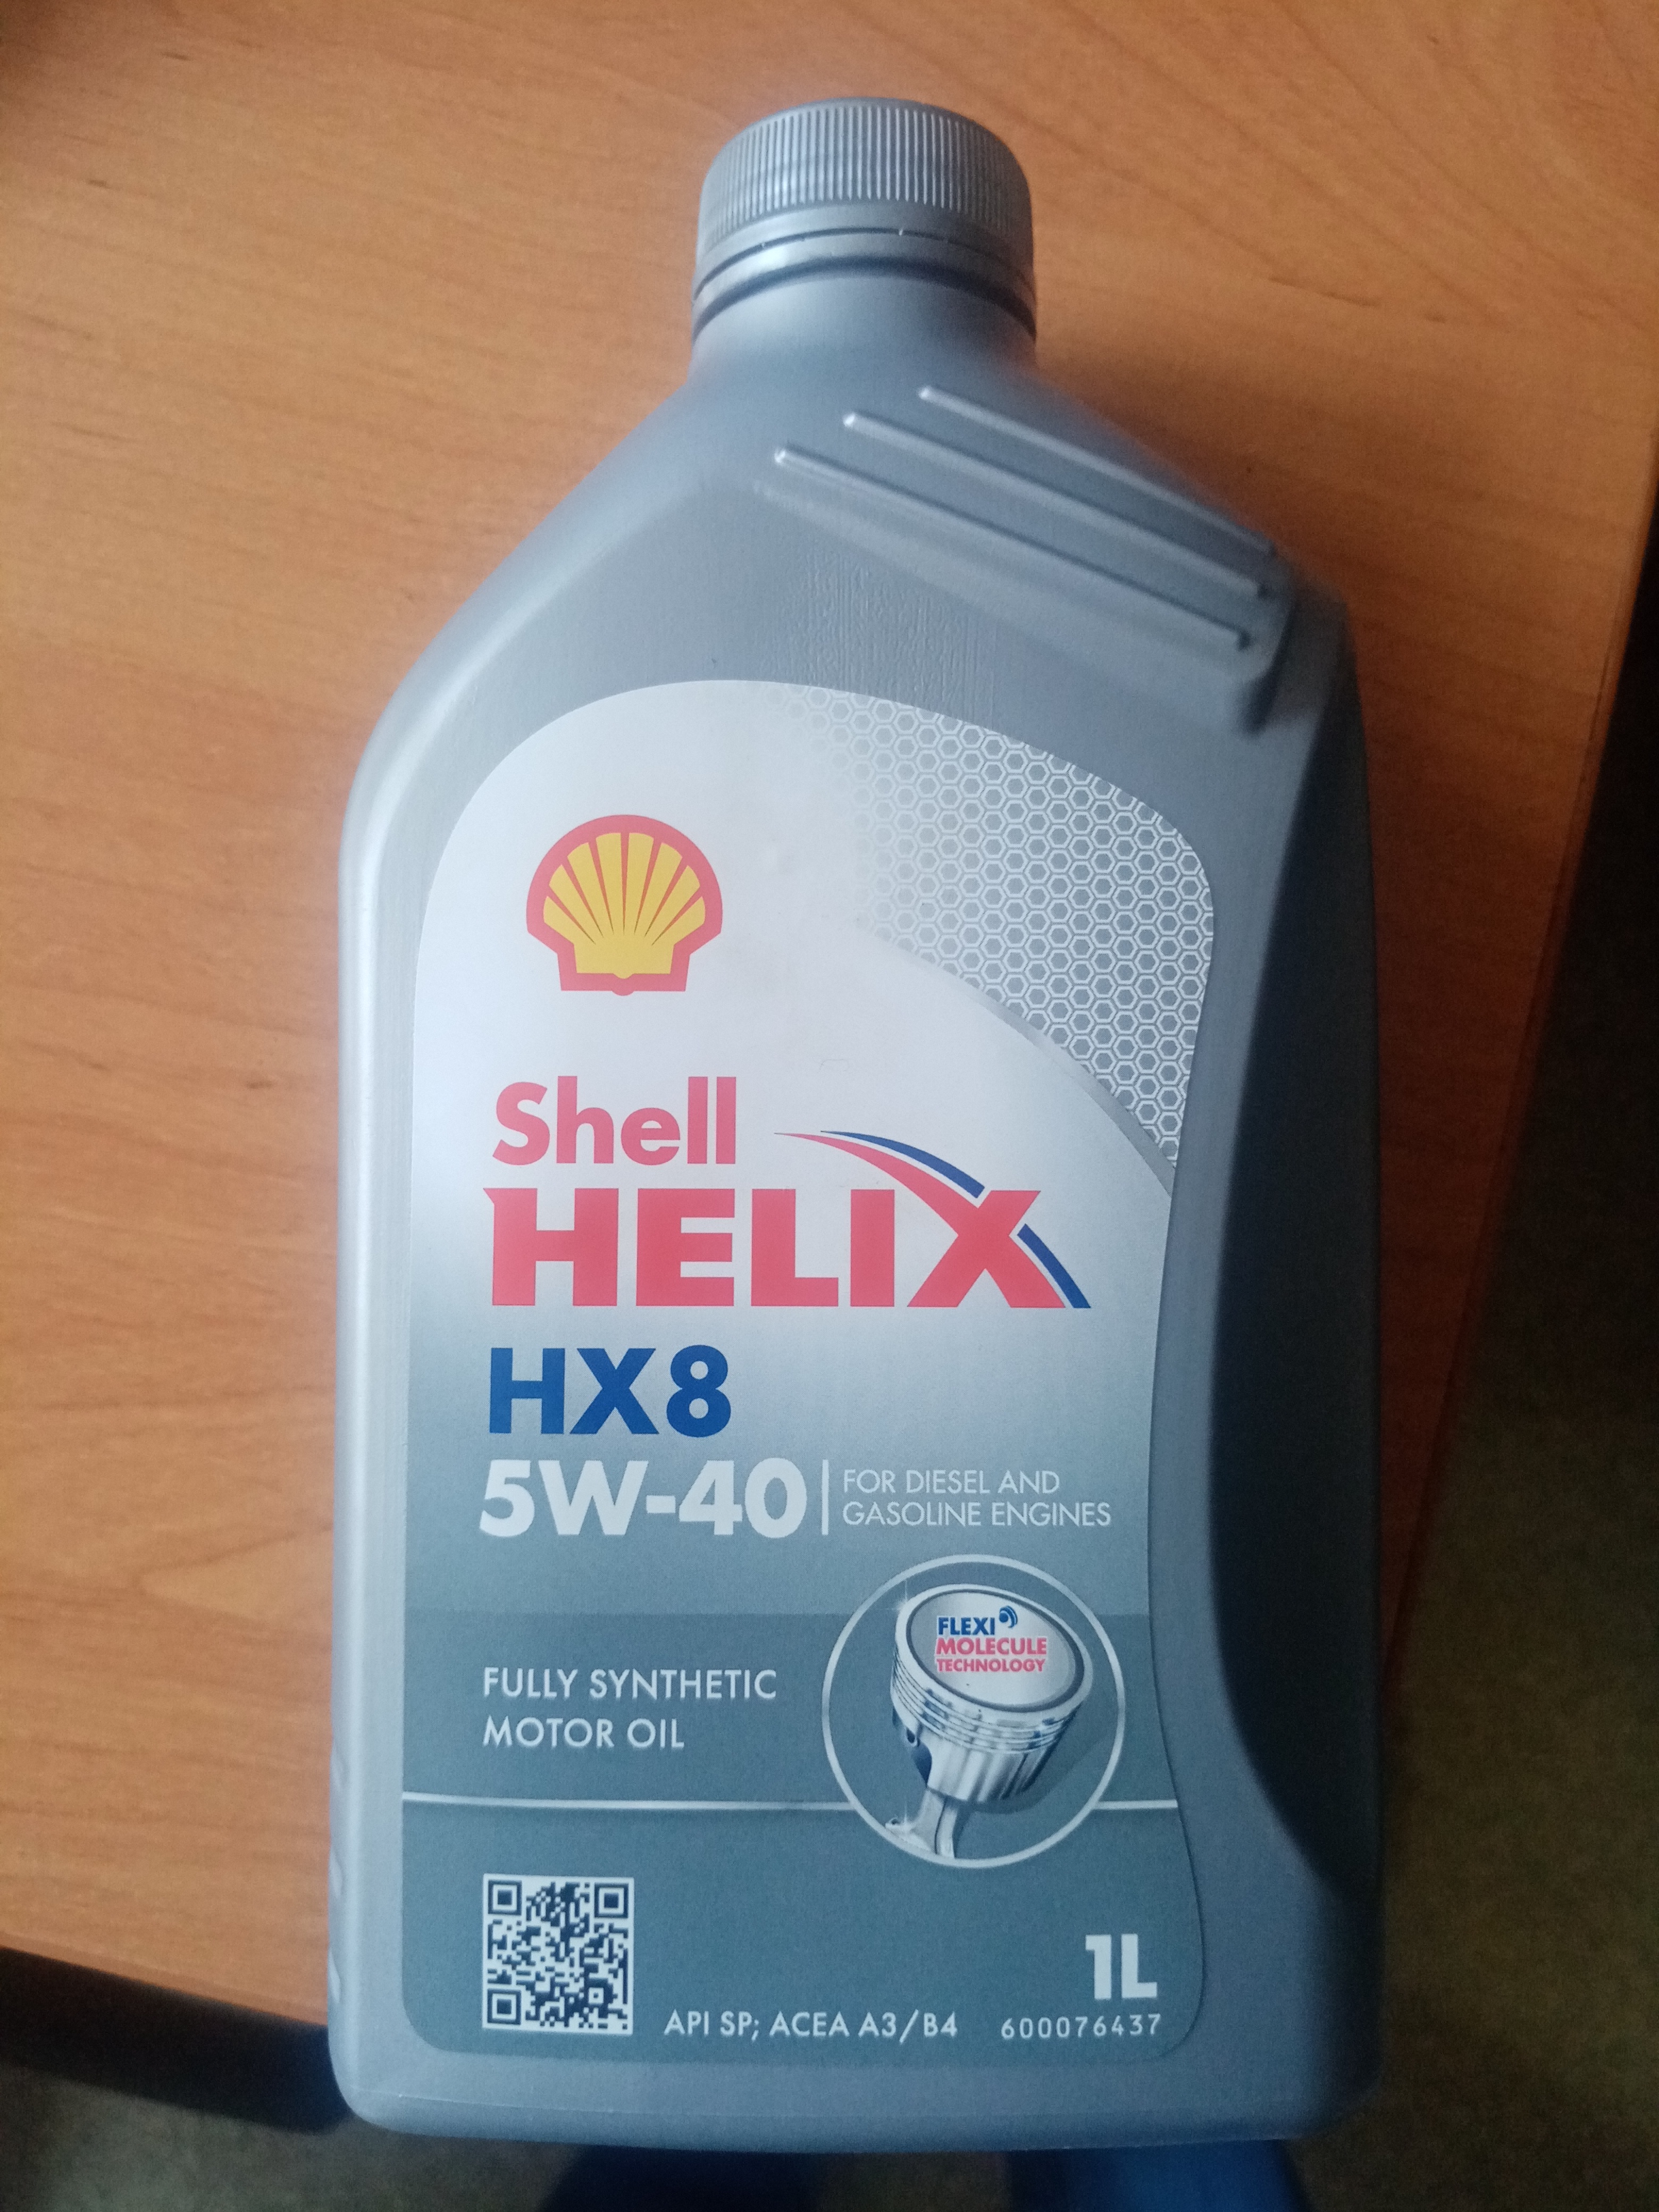 Shell
HELIX
HX8
5W-40
FOR DIESEL AND
GASOLINE ENGINES
FLEXI
MOLECULE
TECHNOLOGY
FULLY SYNTHETIC
MOTOR OIL
1L
API SP; ACEA A3/B4 600076437